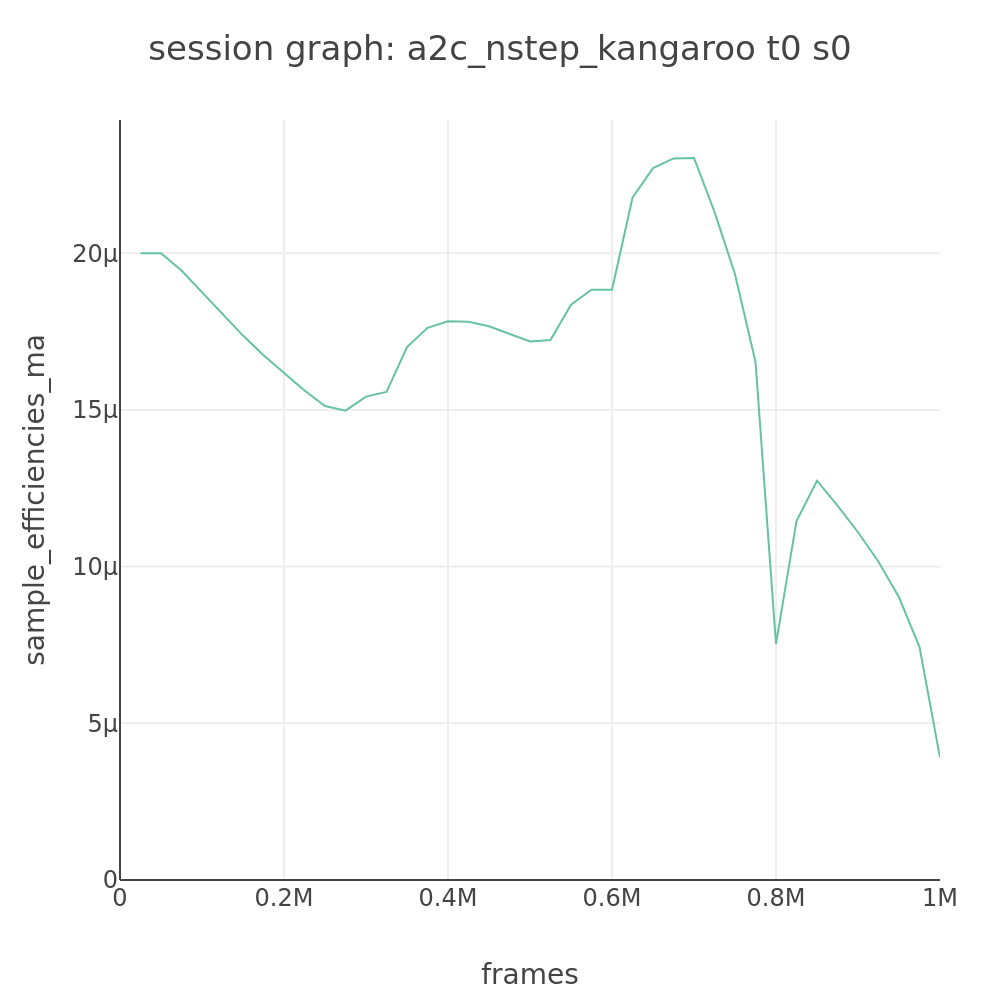 session graph: a2c_nstep_kangaroo t0 s0
sample_efficiencies_ma
20μ
15μ
10μ
5μ
0
0
0.2M
0.4M
0.6M
0.8M
1M
frames